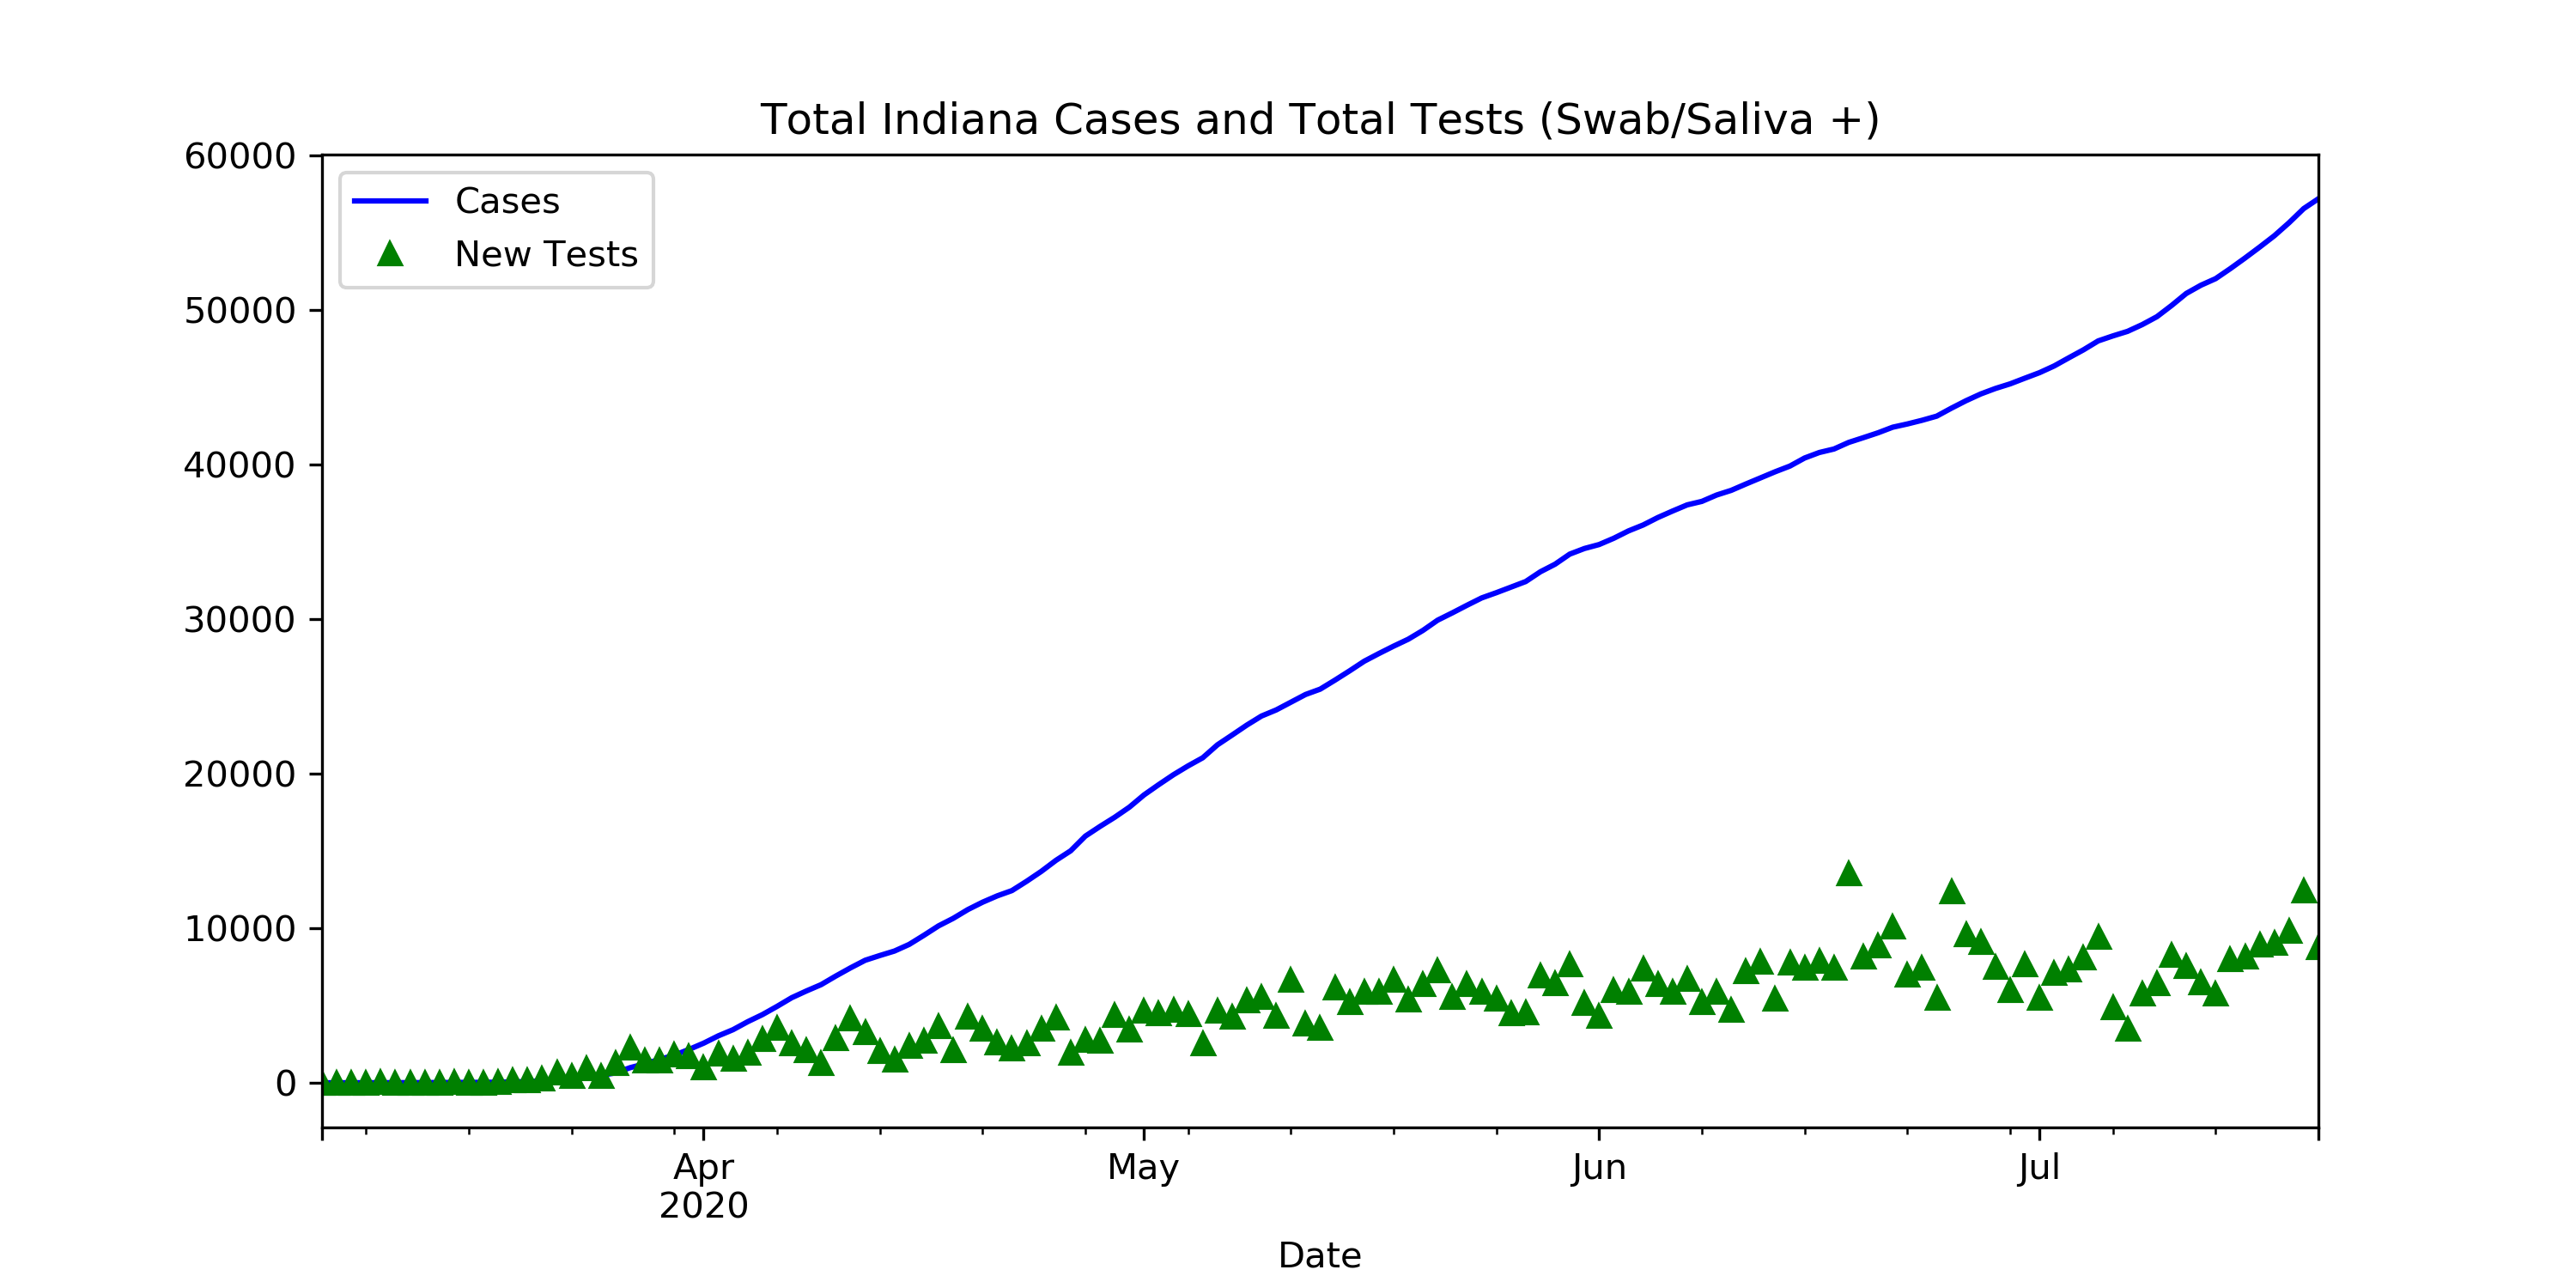 Total Indiana Cases and Total Tests (Swab/Saliva +)
60000
50000
40000
30000
20000
10000
0
Cases
New Tests
Apr
2020
May
Jun
Jul
Date